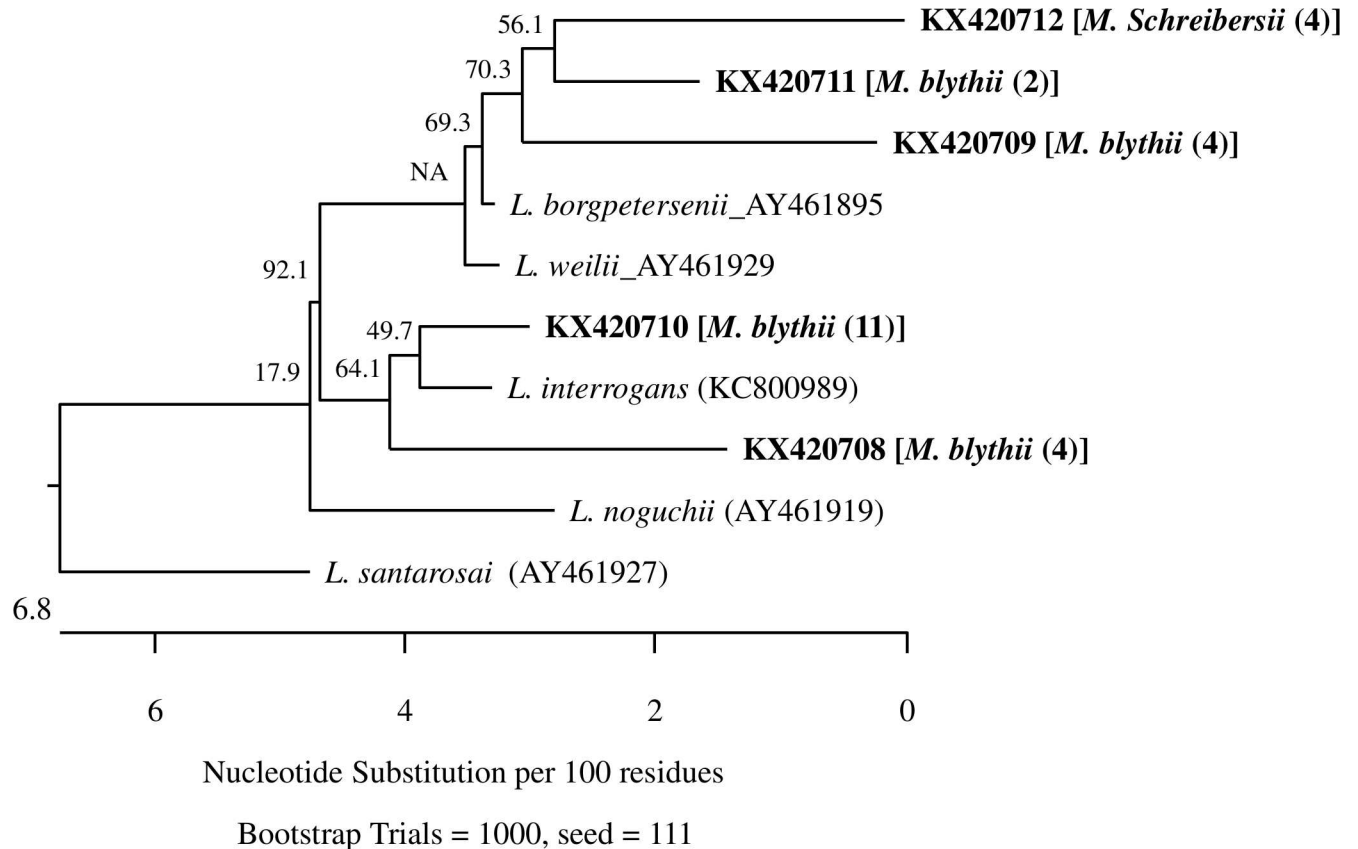 56.1
KX420712 [M. Schreibersii (4)]
70.3
KX420711 [M. blythii (2)]
69.3
KX420709 [M. blythii (4)]
NA
L. borgpetersenii_AY461895
92.1
L. weilii_AY461929
49.7
KX420710 [M. blythii (11)]
17.9
64.1
L. interrogans (KC800989)
KX420708 [M. blythii (4)]
L. noguchii (AY461919)
L. santarosai (AY461927)
6.8
6 4 2 0
Nucleotide Substitution per 100 residues
Bootstrap Trials = 1000, seed = 111